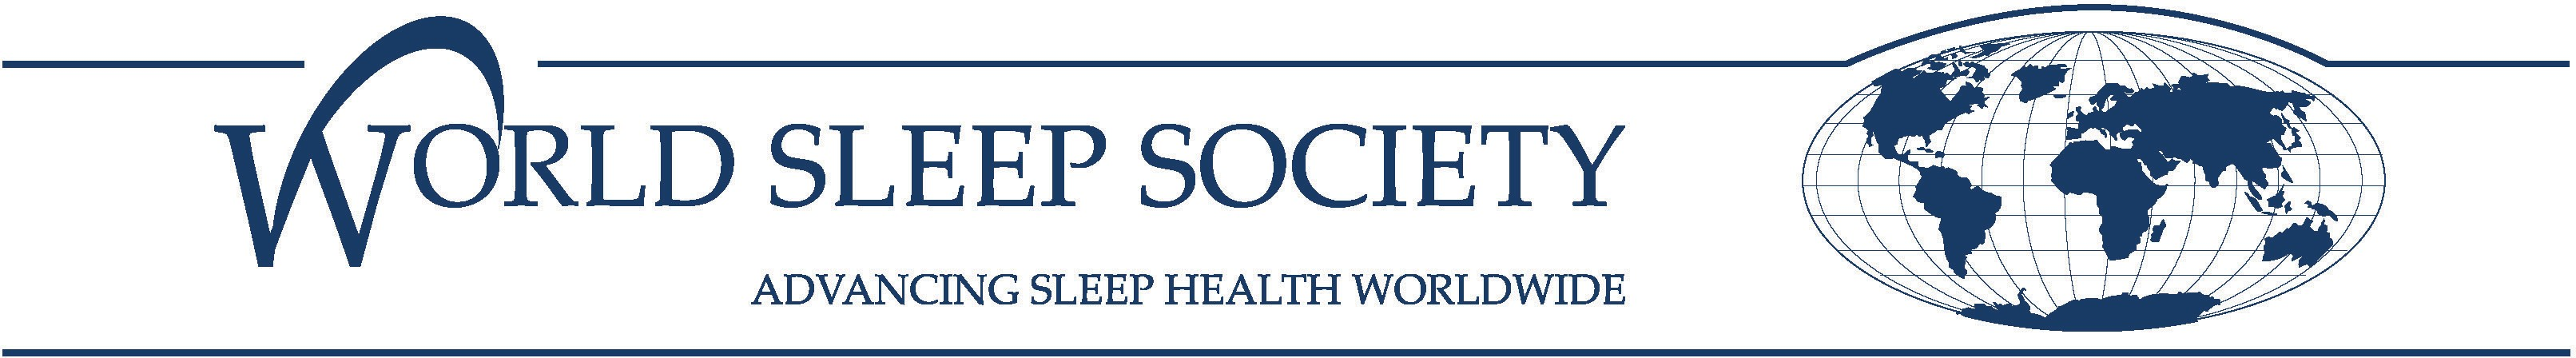 WORLD SLEEP SOCIETY
ADVANCING SLEEP HEALTH WORLDWIDE